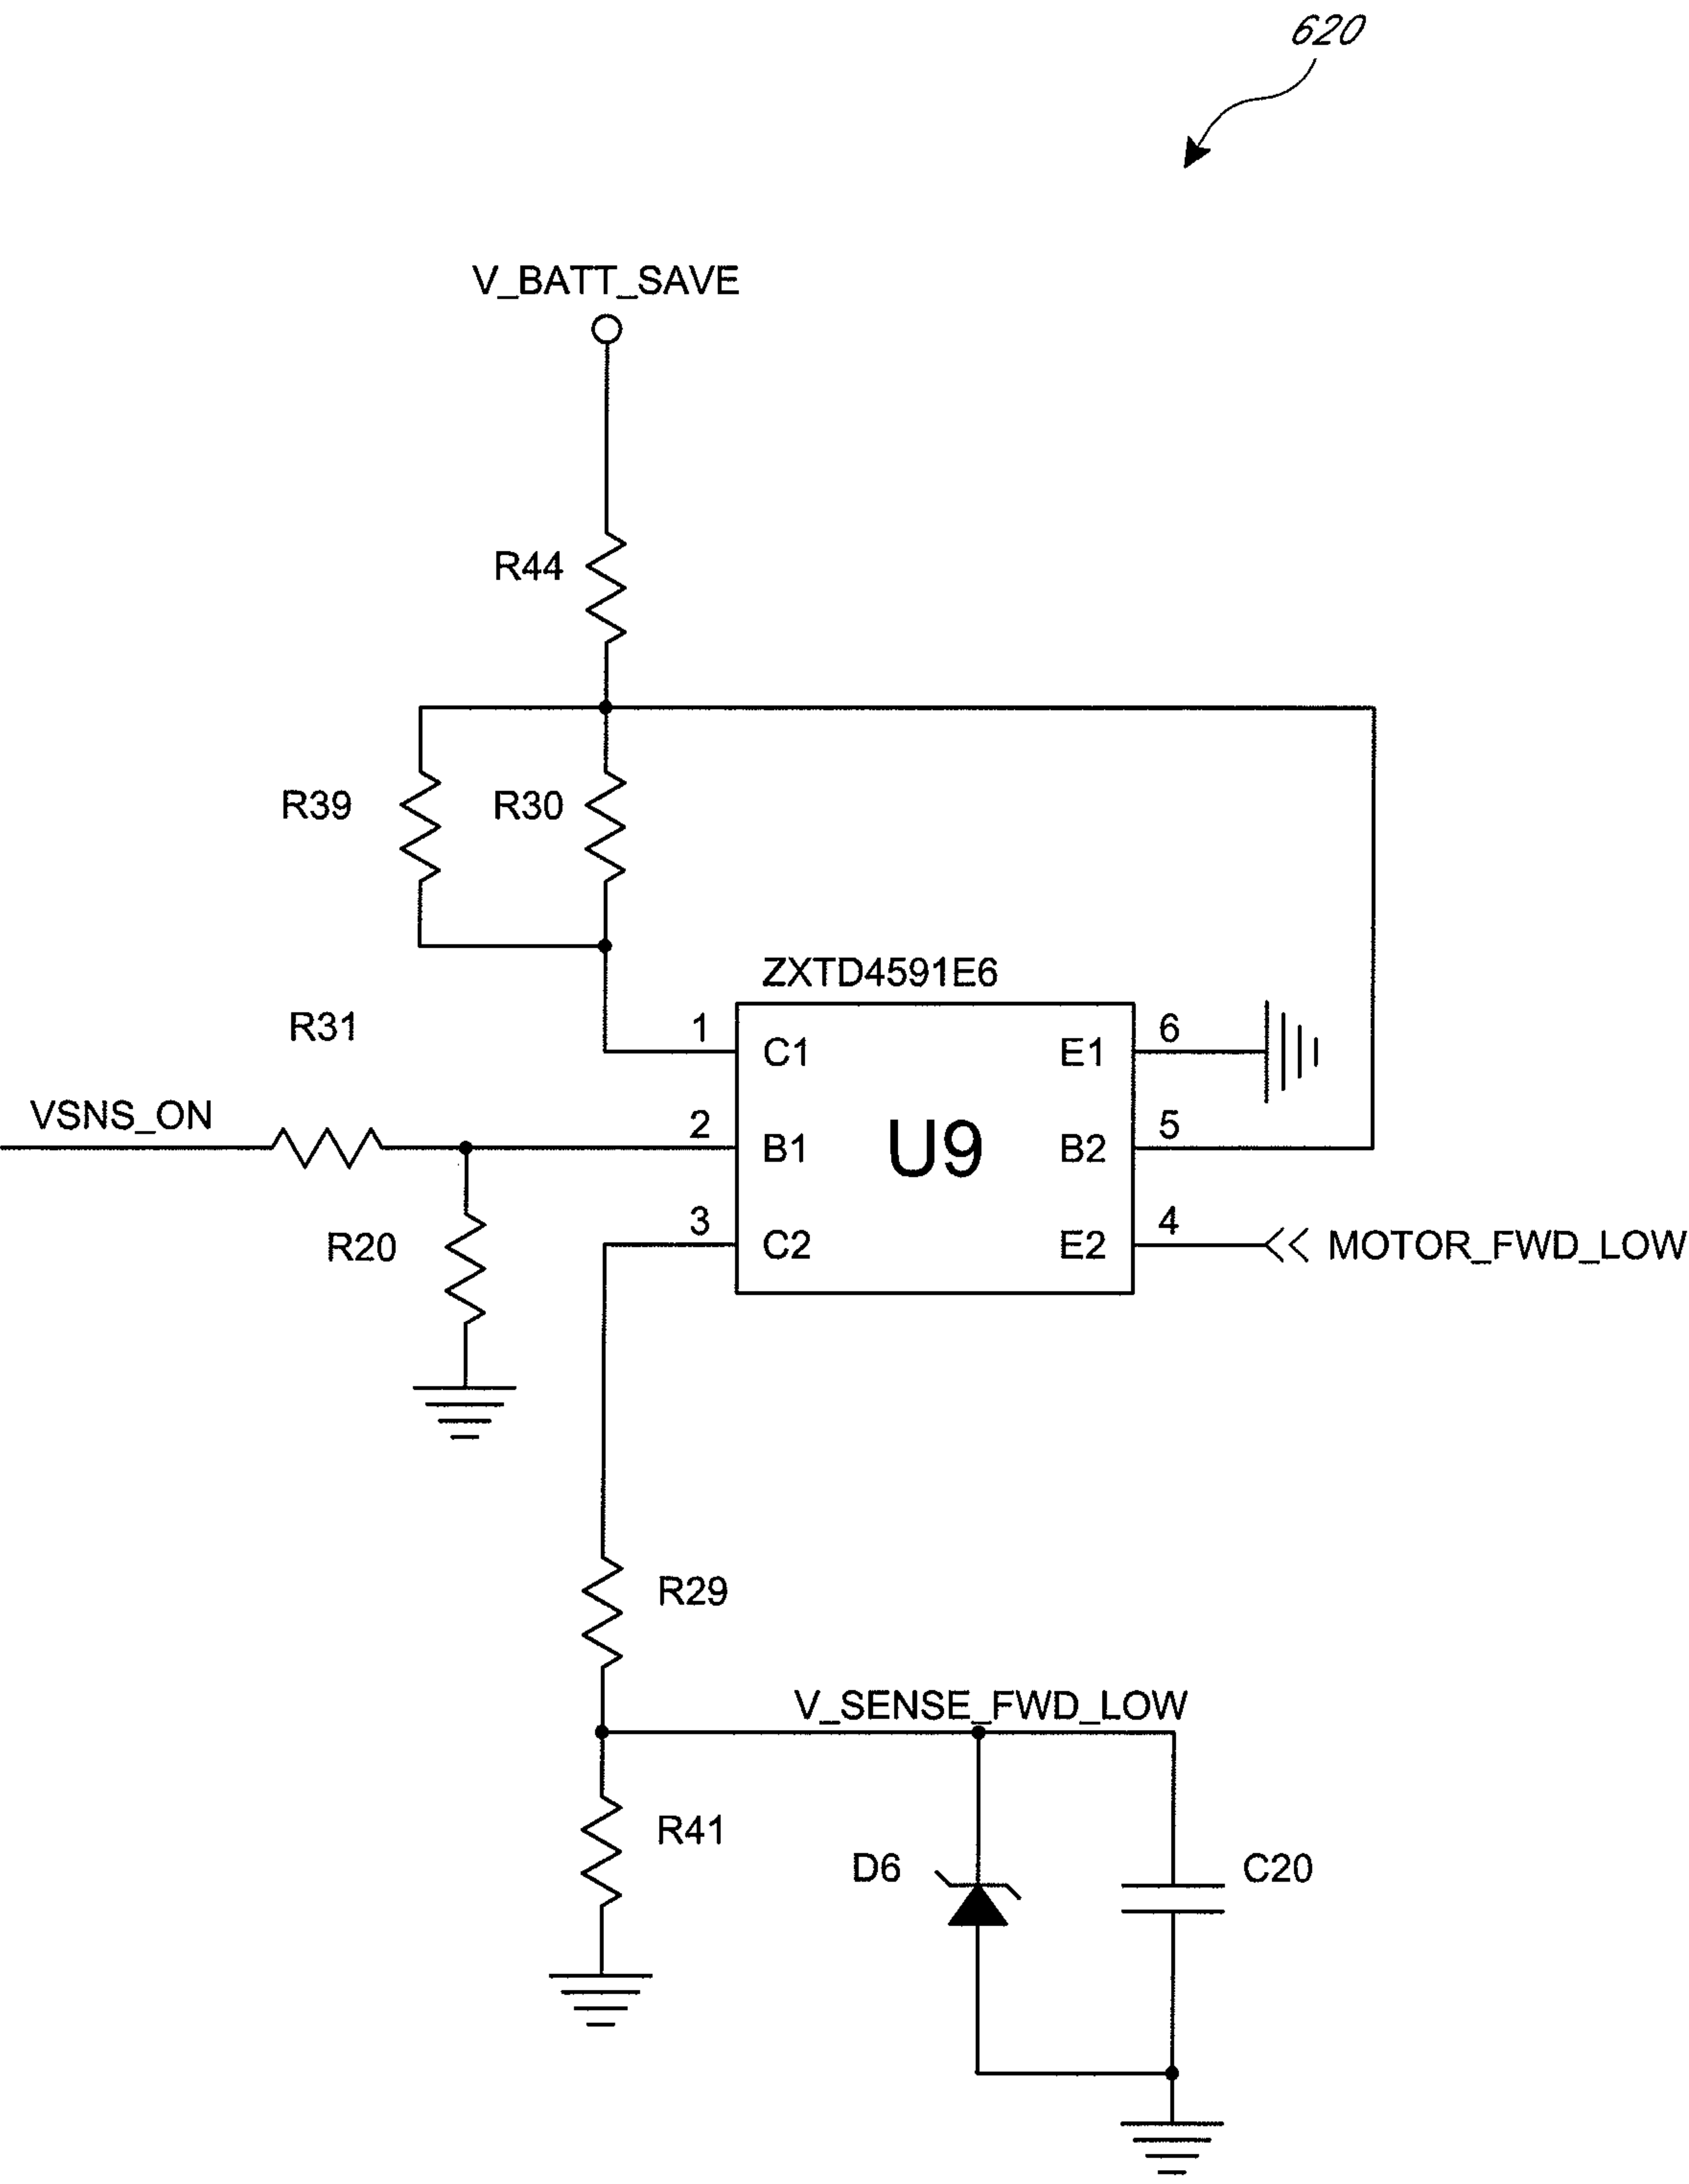 620
V_BATT_SAVE
R44
R39
R30
ZXTD4591E6
R31
1
C1
E1
6
VSNS_ON
2
B1
U9
B2
5
R20
3
C2
E2
4
MOTOR_FWD_LOW
R29
V_SENSE_FWD_LOW
R41
D6
C20